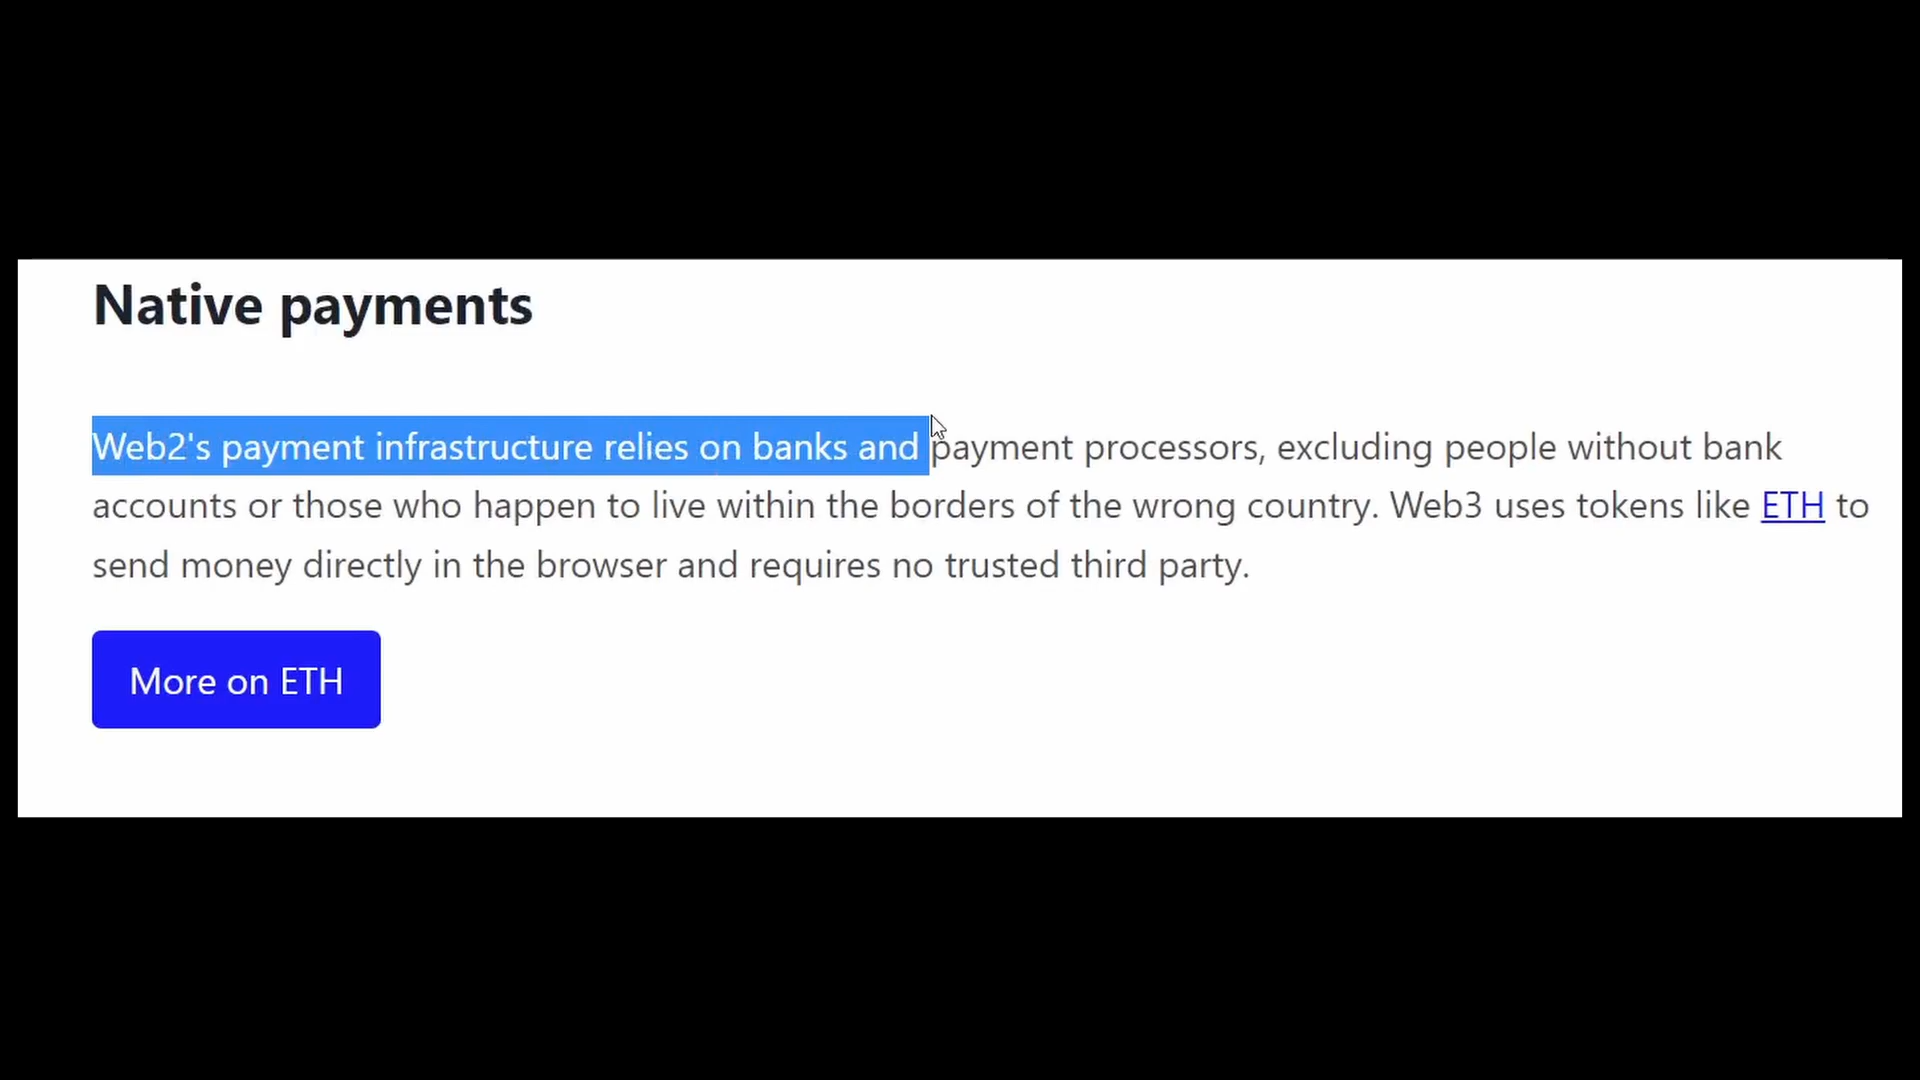 Native payments
Web2's payment infrastructure relies on banks and payment processors, excluding people without bank
accounts or those who happen to live within the borders of the wrong country. Web3 uses tokens like ETH to
send money directly in the browser and requires no trusted third party.
More on ETH